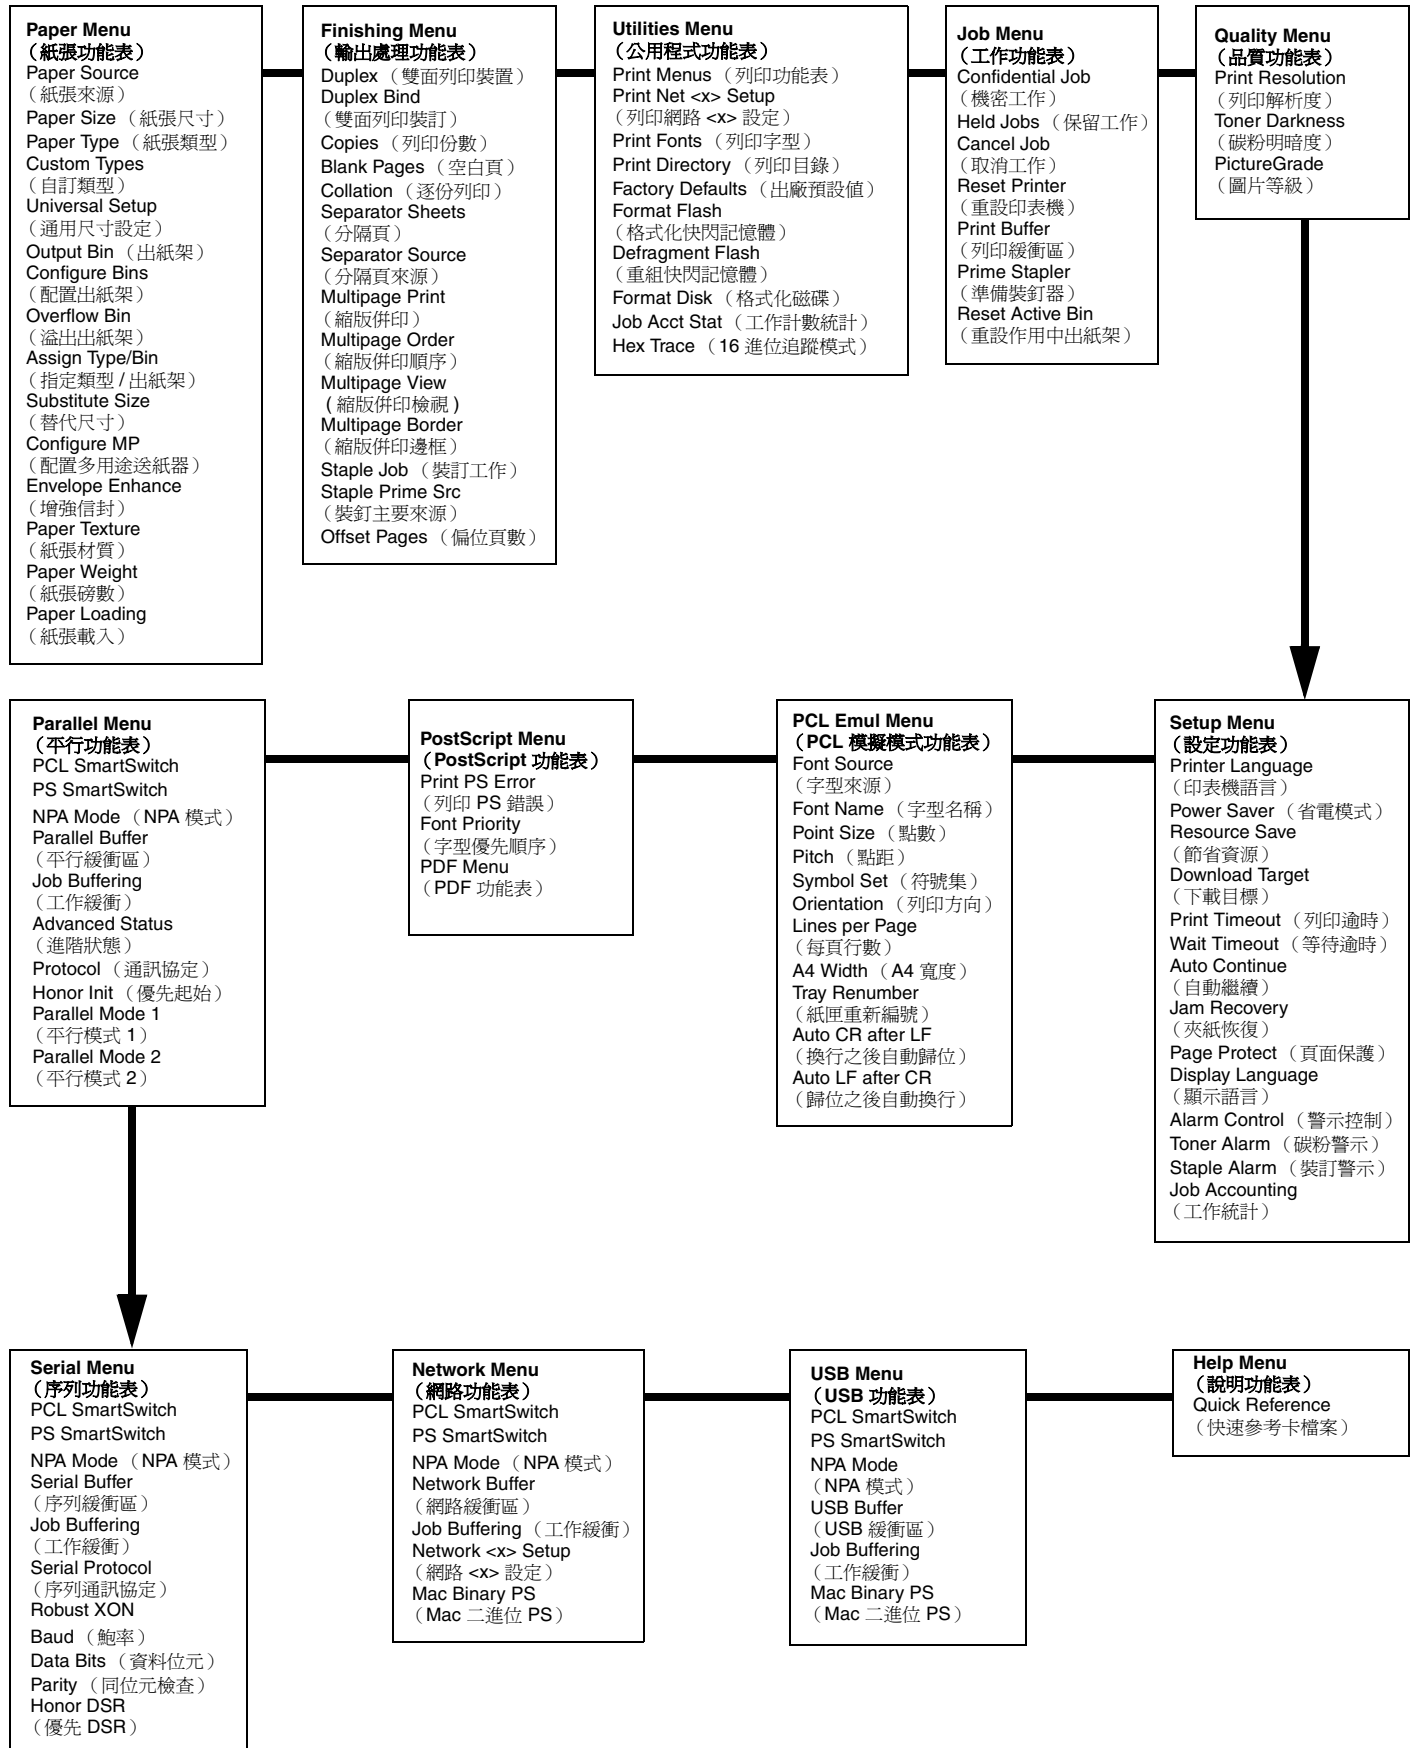 Paper Menu
（紙張功能表）
Paper Source
（紙張來源）
Paper Size （紙張尺寸）
Paper Type （紙張類型）
Custom Types
（自訂類型）
Universal Setup
（通用尺寸設定）
Output Bin （出紙架）
Configure Bins
（配置出紙架）
Overflow Bin
（溢出出紙架）
Assign Type/Bin
（指定類型 / 出紙架）
Substitute Size
（替代尺寸）
Configure MP
（配置多用途送紙器）
Envelope Enhance
（增強信封）
Paper Texture
（紙張材質）
Paper Weight
（紙張磅數）
Paper Loading
（紙張載入）
Finishing Menu
（輸出處理功能表）
Duplex （雙面列印裝置）
Duplex Bind
（雙面列印裝訂）
Copies （列印份數）
Blank Pages （空白頁）
Collation （逐份列印）
Separator Sheets
（分隔頁）
Separator Source
（分隔頁來源）
Multipage Print
（縮版併印）
Multipage Order
（縮版併印順序）
Multipage View
( 縮版併印檢視 )
Multipage Border
（縮版併印邊框）
Staple Job （裝訂工作）
Staple Prime Src
（裝釘主要來源）
Offset Pages （偏位頁數）
Utilities Menu
（公用程式功能表）
Print Menus （列印功能表）
Print Net <x> Setup
（列印網路 <x> 設定）
Print Fonts （列印字型）
Print Directory （列印目錄）
Factory Defaults （出廠預設值）
Format Flash
（格式化快閃記憶體）
Defragment Flash
（重組快閃記憶體）
Format Disk （格式化磁碟）
Job Acct Stat （工作計數統計）
Hex Trace （16 進位追蹤模式）
Job Menu
（工作功能表）
Confidential Job
（機密工作）
Held Jobs （保留工作）
Cancel Job
（取消工作）
Reset Printer
（重設印表機）
Print Buffer
（列印緩衝區）
Prime Stapler
（準備裝釘器）
Reset Active Bin
（重設作用中出紙架）
Quality Menu
（品質功能表）
Print Resolution
（列印解析度）
Toner Darkness
（碳粉明暗度）
PictureGrade
（圖片等級）
Parallel Menu
（平行功能表）
PCL SmartSwitch
PS SmartSwitch
NPA Mode （NPA 模式）
Parallel Buffer
（平行緩衝區）
Job Buffering
（工作緩衝）
Advanced Status
（進階狀態）
Protocol （通訊協定）
Honor Init （優先起始）
Parallel Mode 1
（平行模式 1）
Parallel Mode 2
（平行模式 2）
PostScript Menu
（PostScript 功能表）
Print PS Error
（列印 PS 錯誤）
Font Priority
（字型優先順序）
PDF Menu
（PDF 功能表）
PCL Emul Menu
（PCL 模擬模式功能表）
Font Source
（字型來源）
Font Name （字型名稱）
Point Size （點數）
Pitch （點距）
Symbol Set （符號集）
Orientation （列印方向）
Lines per Page
（每頁行數）
A4 Width （A4 寬度）
Tray Renumber
（紙匣重新編號）
Auto CR after LF
（換行之後自動歸位）
Auto LF after CR
（歸位之後自動換行）
Setup Menu
（設定功能表）
Printer Language
（印表機語言）
Power Saver （省電模式）
Resource Save
（節省資源）
Download Target
（下載目標）
Print Timeout （列印逾時）
Wait Timeout （等待逾時）
Auto Continue
（自動繼續）
Jam Recovery
（夾紙恢復）
Page Protect （頁面保護）
Display Language
（顯示語言）
Alarm Control （警示控制）
Toner Alarm （碳粉警示）
Staple Alarm （裝訂警示）
Job Accounting
（工作統計）
Serial Menu
（序列功能表）
PCL SmartSwitch
PS SmartSwitch
NPA Mode （NPA 模式）
Serial Buffer
（序列緩衝區）
Job Buffering
（工作緩衝）
Serial Protocol
（序列通訊協定）
Robust XON
Baud （鮑率）
Data Bits （資料位元）
Parity （同位元檢查）
Honor DSR
（優先 DSR）
Network Menu
（網路功能表）
PCL SmartSwitch
PS SmartSwitch
NPA Mode （NPA 模式）
Network Buffer
（網路緩衝區）
Job Buffering （工作緩衝）
Network <x> Setup
（網路 <x> 設定）
Mac Binary PS
（Mac 二進位 PS）
USB Menu
（USB 功能表）
PCL SmartSwitch
PS SmartSwitch
NPA Mode
（NPA 模式）
USB Buffer
（USB 緩衝區）
Job Buffering
（工作緩衝）
Mac Binary PS
（Mac 二進位 PS）
Help Menu
（說明功能表）
Quick Reference
（快速參考卡檔案）